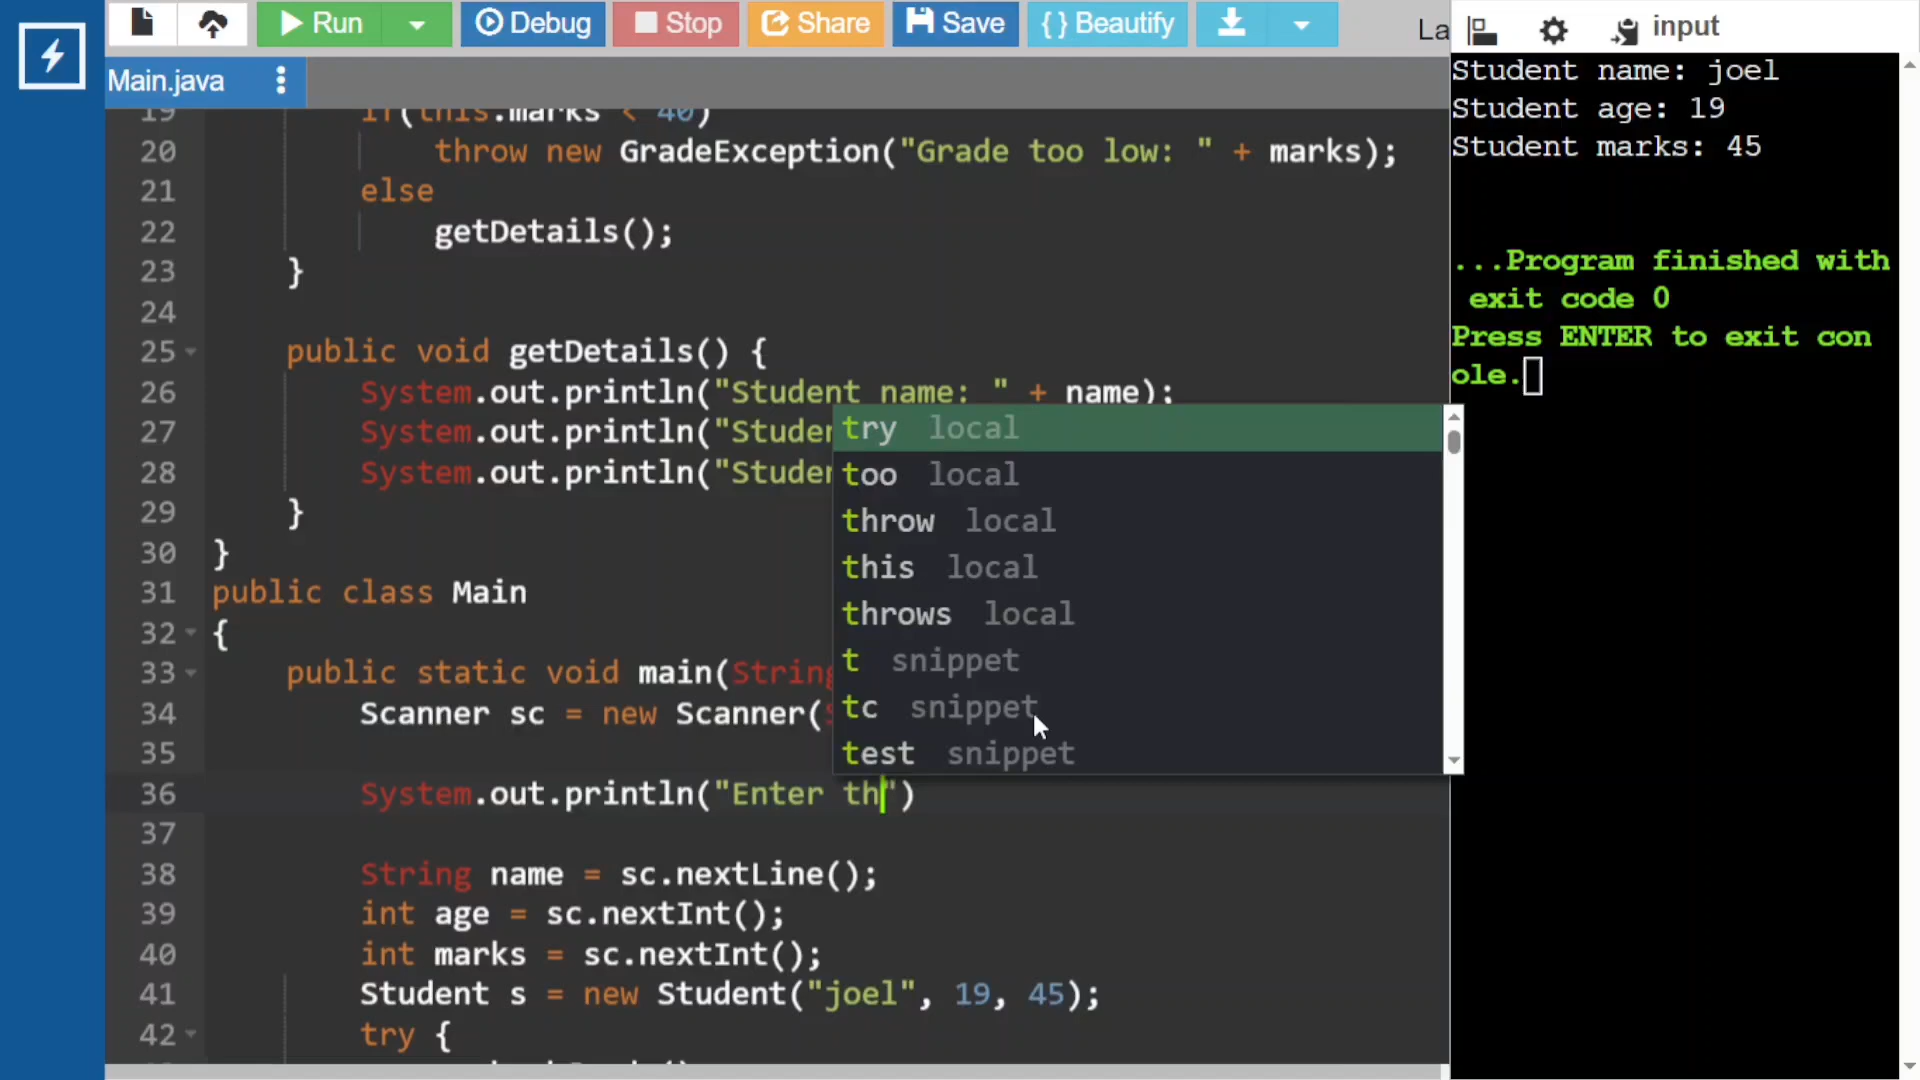 Run Debug Stop Share Save { } Beautify La
input
Main.java
19 if(this.marks < 40)
20 throw new GradeException("Grade too low: " + marks);
21 else
22 getDetails();
23 }
24
25 public void getDetails() {
26 System.out.println("Student name: " + name);
27 System.out.println("Studen
28 System.out.println("Studen
29 }
30 }
31 public class Main
32 {
33 public static void main(String
34 Scanner sc = new Scanner(
35
36 System.out.println("Enter th")
37
38 String name = sc.nextLine();
39 int age = sc.nextInt();
40 int marks = sc.nextInt();
41 Student s = new Student("joel", 19, 45);
42 try {
try local
too local
throw local
this local
throws local
t snippet
tc snippet
test snippet
Student name: joel
Student age: 19
Student marks: 45
...Program finished with
exit code 0
Press ENTER to exit con
ole.